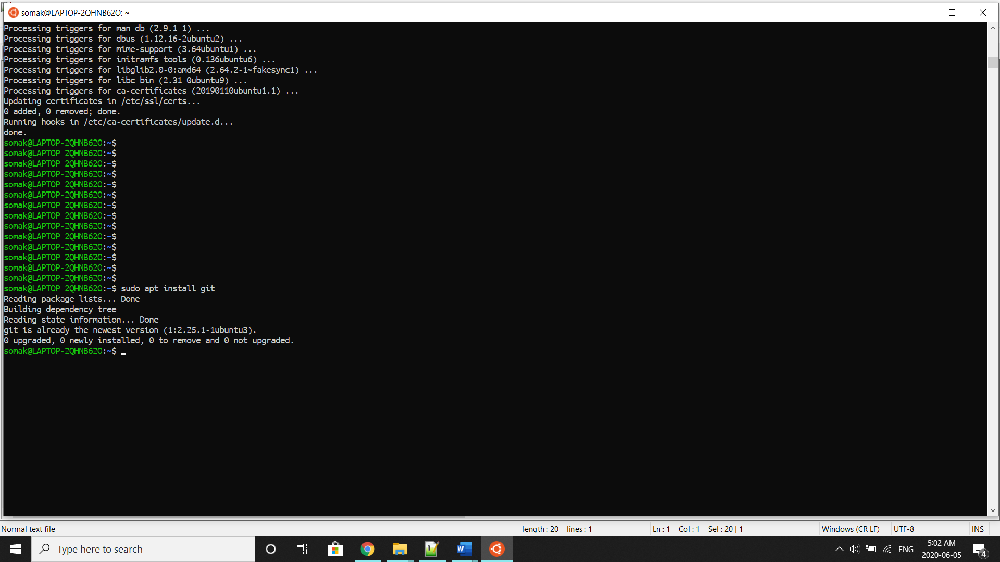 somak@LAPTOP-2QHNB62O: ~
Processing triggers for man-db (2.9.1-1) ...
Processing triggers for dbus (1.12.16-2ubuntu2) ...
Processing triggers for mime-support (3.64ubuntu1) ...
Processing triggers for initramfs-tools (0.136ubuntu6) ...
Processing triggers for libglib2.0-0:amd64 (2.64.2-1~fakesync1) ...
Processing triggers for libc-bin (2.31-0ubuntu9) ...
Processing triggers for ca-certificates (20190110ubuntu1.1) ...
Updating certificates in /etc/ssl/certs...
0 added, 0 removed; done.
Running hooks in /etc/ca-certificates/update.d...
done.
somak@LAPTOP-2QHNB62O:~$
somak@LAPTOP-2QHNB62O:~$
somak@LAPTOP-2QHNB62O:~$
somak@LAPTOP-2QHNB62O:~$
somak@LAPTOP-2QHNB62O:~$
somak@LAPTOP-2QHNB62O:~$
somak@LAPTOP-2QHNB62O:~$
somak@LAPTOP-2QHNB62O:~$
somak@LAPTOP-2QHNB62O:~$
somak@LAPTOP-2QHNB62O:~$
somak@LAPTOP-2QHNB62O:~$
somak@LAPTOP-2QHNB62O:~$
somak@LAPTOP-2QHNB62O:~$
somak@LAPTOP-2QHNB62O:~$
somak@LAPTOP-2QHNB62O:~$ sudo apt install git
Reading package lists... Done
Building dependency tree
Reading state information... Done
git is already the newest version (1:2.25.1-1ubuntu3).
0 upgraded, 0 newly installed, 0 to remove and 0 not upgraded.
somak@LAPTOP-2QHNB62O:~$
Normal text file length : 20 lines : 1 Ln : 1 Col : 1 Sel : 20 | 1 Windows (CR LF) UTF-8 INS
Type here to search
ENG
5:02 AM
2020-06-05
4